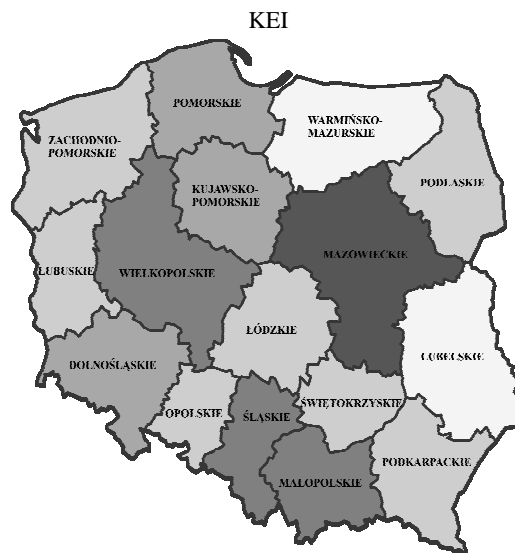 KEI
POMORSKIE
ZACHODNIO-
POMORSKIE
WARMIŃSKO-
MAZURSKIE
KUJAWSKO-
POMORSKIE
PODLASKIE
LUBUSKIE
WIELKOPOLSKIE
MAZOWIECKIE
ŁÓDZKIE
LUBELSKIE
DOLNOŚLĄSKIE
OPOLSKIE
ŚLĄSKIE
ŚWIĘTOKRZYSKIE
MAŁOPOLSKIE
PODKARPACKIE